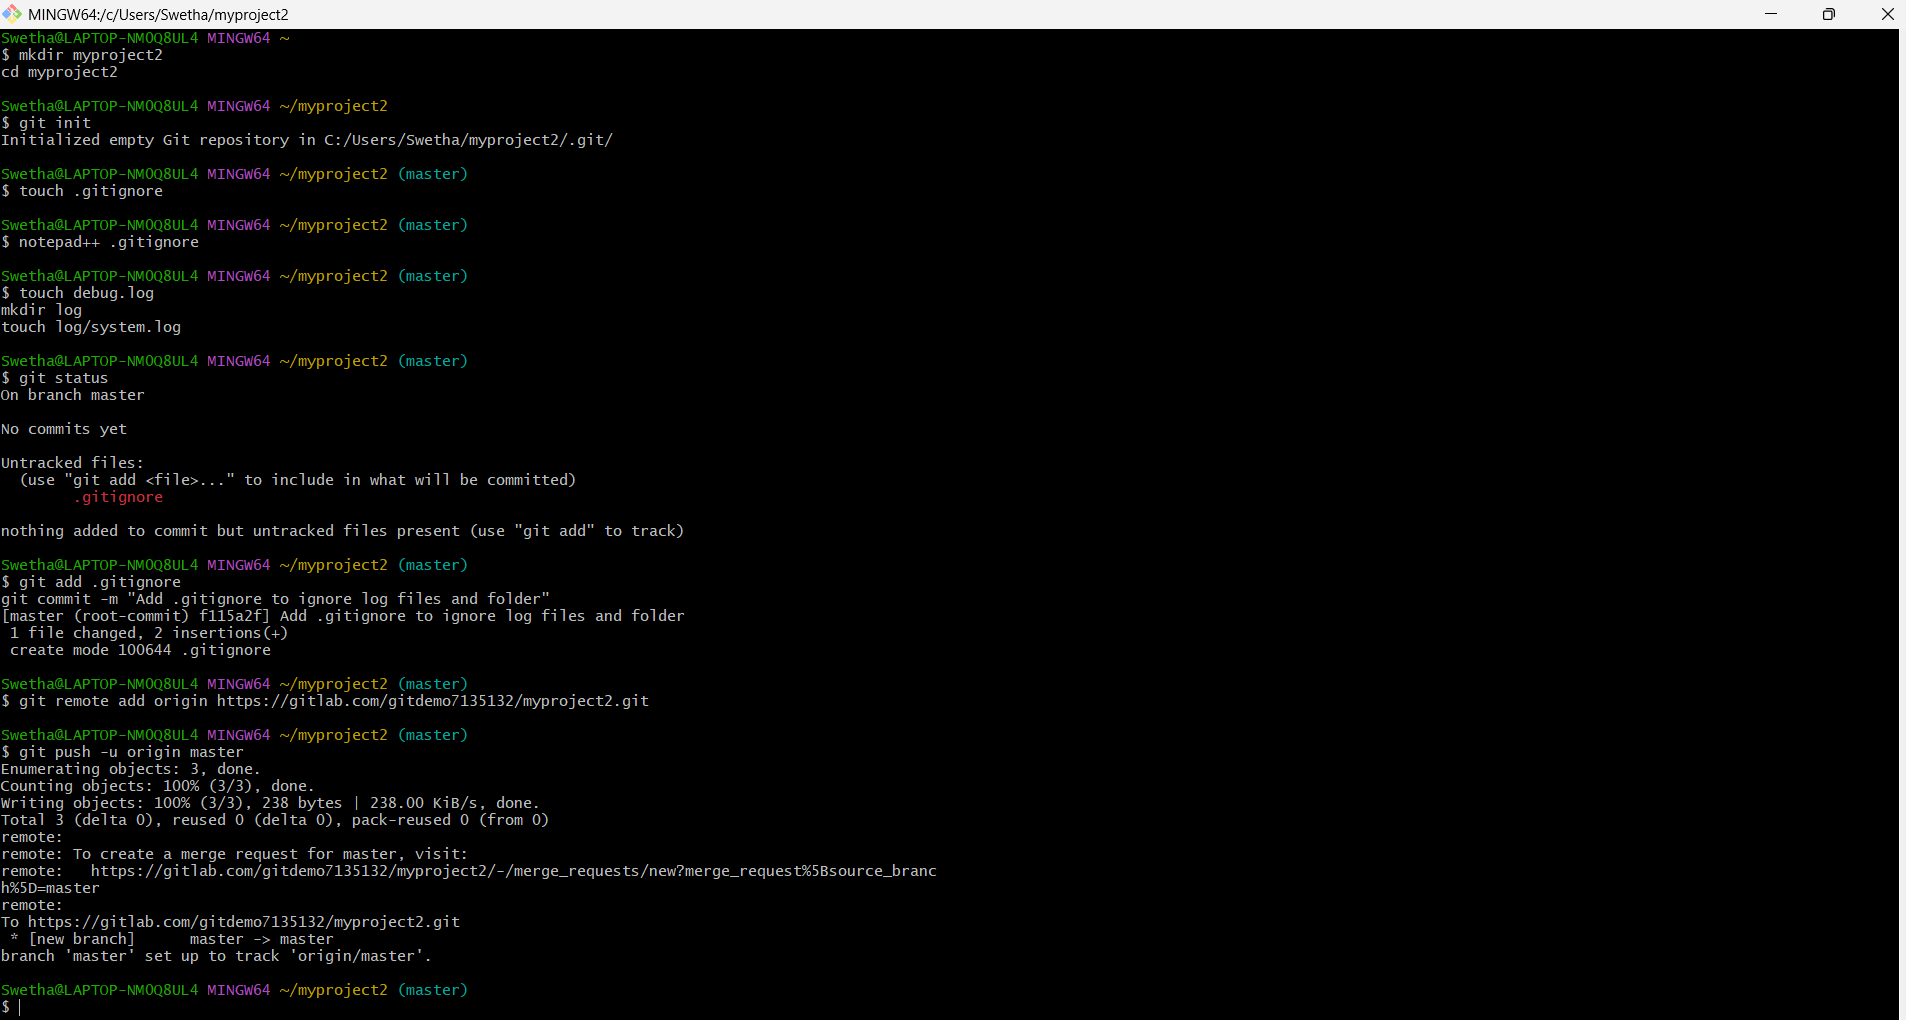 MINGW64:/c/Users/Swetha/myproject2
Swetha@LAPTOP-NM0Q8UL4 MINGW64 ~
$ mkdir myproject2
cd myproject2
Swetha@LAPTOP-NM0Q8UL4 MINGW64 ~/myproject2
$ git init
Initialized empty Git repository in C:/Users/Swetha/myproject2/.git/
Swetha@LAPTOP-NM0Q8UL4 MINGW64 ~/myproject2 (master)
$ touch .gitignore
Swetha@LAPTOP-NM0Q8UL4 MINGW64 ~/myproject2 (master)
$ notepad++ .gitignore
Swetha@LAPTOP-NM0Q8UL4 MINGW64 ~/myproject2 (master)
$ touch debug.log
mkdir log
touch log/system.log
Swetha@LAPTOP-NM0Q8UL4 MINGW64 ~/myproject2 (master)
$ git status
On branch master
No commits yet
Untracked files:
  (use "git add <file>..." to include in what will be committed)
        .gitignore
nothing added to commit but untracked files present (use "git add" to track)
Swetha@LAPTOP-NM0Q8UL4 MINGW64 ~/myproject2 (master)
$ git add .gitignore
git commit -m "Add .gitignore to ignore log files and folder"
[master (root-commit) f115a2f] Add .gitignore to ignore log files and folder
 1 file changed, 2 insertions(+)
 create mode 100644 .gitignore
Swetha@LAPTOP-NM0Q8UL4 MINGW64 ~/myproject2 (master)
$ git remote add origin https://gitlab.com/gitdemo7135132/myproject2.git
Swetha@LAPTOP-NM0Q8UL4 MINGW64 ~/myproject2 (master)
$ git push -u origin master
Enumerating objects: 3, done.
Counting objects: 100% (3/3), done.
Writing objects: 100% (3/3), 238 bytes | 238.00 KiB/s, done.
Total 3 (delta 0), reused 0 (delta 0), pack-reused 0 (from 0)
remote:
remote: To create a merge request for master, visit:
remote:   https://gitlab.com/gitdemo7135132/myproject2/-/merge_requests/new?merge_request%5Bsource_branc
h%5D=master
remote:
To https://gitlab.com/gitdemo7135132/myproject2.git
 * [new branch]      master -> master
branch 'master' set up to track 'origin/master'.
Swetha@LAPTOP-NM0Q8UL4 MINGW64 ~/myproject2 (master)
$